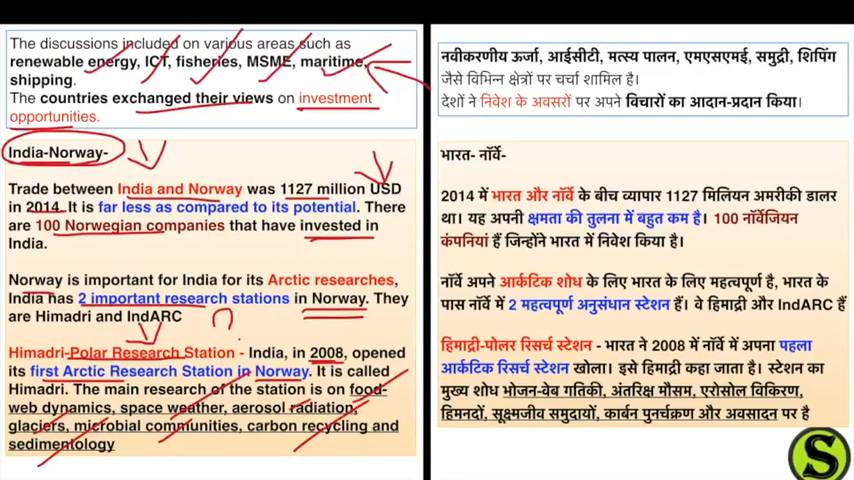 The discussions included on various areas such as
renewable energy, ICT, fisheries, MSME, maritime,
shipping.
The countries exchanged their views on investment
opportunities.
India-Norway-
Trade between India and Norway was 1127 million USD
in 2014. It is far less as compared to its potential. There
are 100 Norwegian companies that have invested in
India.
Norway is important for India for its Arctic researches,
India has 2 important research stations in Norway. They
are Himadri and IndARC
Himadri-Polar Research Station - India, in 2008, opened
its first Arctic Research Station in Norway. It is called
Himadri. The main research of the station is on food-
web dynamics, space weather, aerosol radiation,
glaciers, microbial communities, carbon recycling and
sedimentology
नवीकरणीय ऊर्जा, आईसीटी, मत्स्य पालन, एमएसएमई, समुद्री, शिपिंग
जैसे विभिन्न क्षेत्रों पर चर्चा शामिल है।
देशों ने निवेश के अवसरों पर अपने विचारों का आदान-प्रदान किया।
भारत- नॉर्वे-
2014 में भारत और नॉर्वे के बीच व्यापार 1127 मिलियन अमरीकी डालर
था। यह अपनी क्षमता की तुलना में बहुत कम है। 100 नॉर्वेजियन
कंपनियां हैं जिन्होंने भारत में निवेश किया है।
नॉर्वे अपने आर्कटिक शोध के लिए भारत के लिए महत्वपूर्ण है, भारत के
पास नॉर्वे में 2 महत्वपूर्ण अनुसंधान स्टेशन हैं। वे हिमाद्री और IndARC हैं
हिमाद्री-पोलर रिसर्च स्टेशन - भारत ने 2008 में नॉर्वे में अपना पहला
आर्कटिक रिसर्च स्टेशन खोला। इसे हिमाद्री कहा जाता है। स्टेशन का
मुख्य शोध भोजन-वेब गतिकी, अंतरिक्ष मौसम, एरोसोल विकिरण,
हिमनदों, सूक्ष्मजीव समुदायों, कार्बन पुनर्चक्रण और अवसादन पर है
S